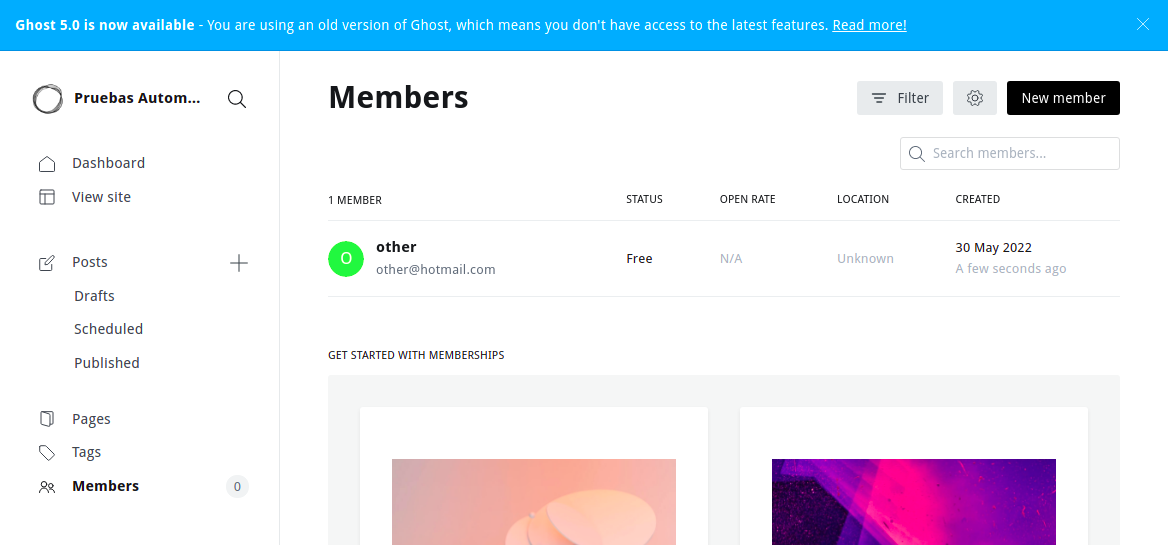 Ghost 5.0 is now available - You are using an old version of Ghost, which means you don't have access to the latest features. Read more!
Pruebas Autom...
Dashboard
View site
Posts
Drafts
Scheduled
Published
Pages
Tags
Members 0
Members
Filter
New member
Search members...
1 MEMBER STATUS OPEN RATE LOCATION CREATED
O
other
other@hotmail.com
Free
N/A
Unknown
30 May 2022
A few seconds ago
GET STARTED WITH MEMBERSHIPS